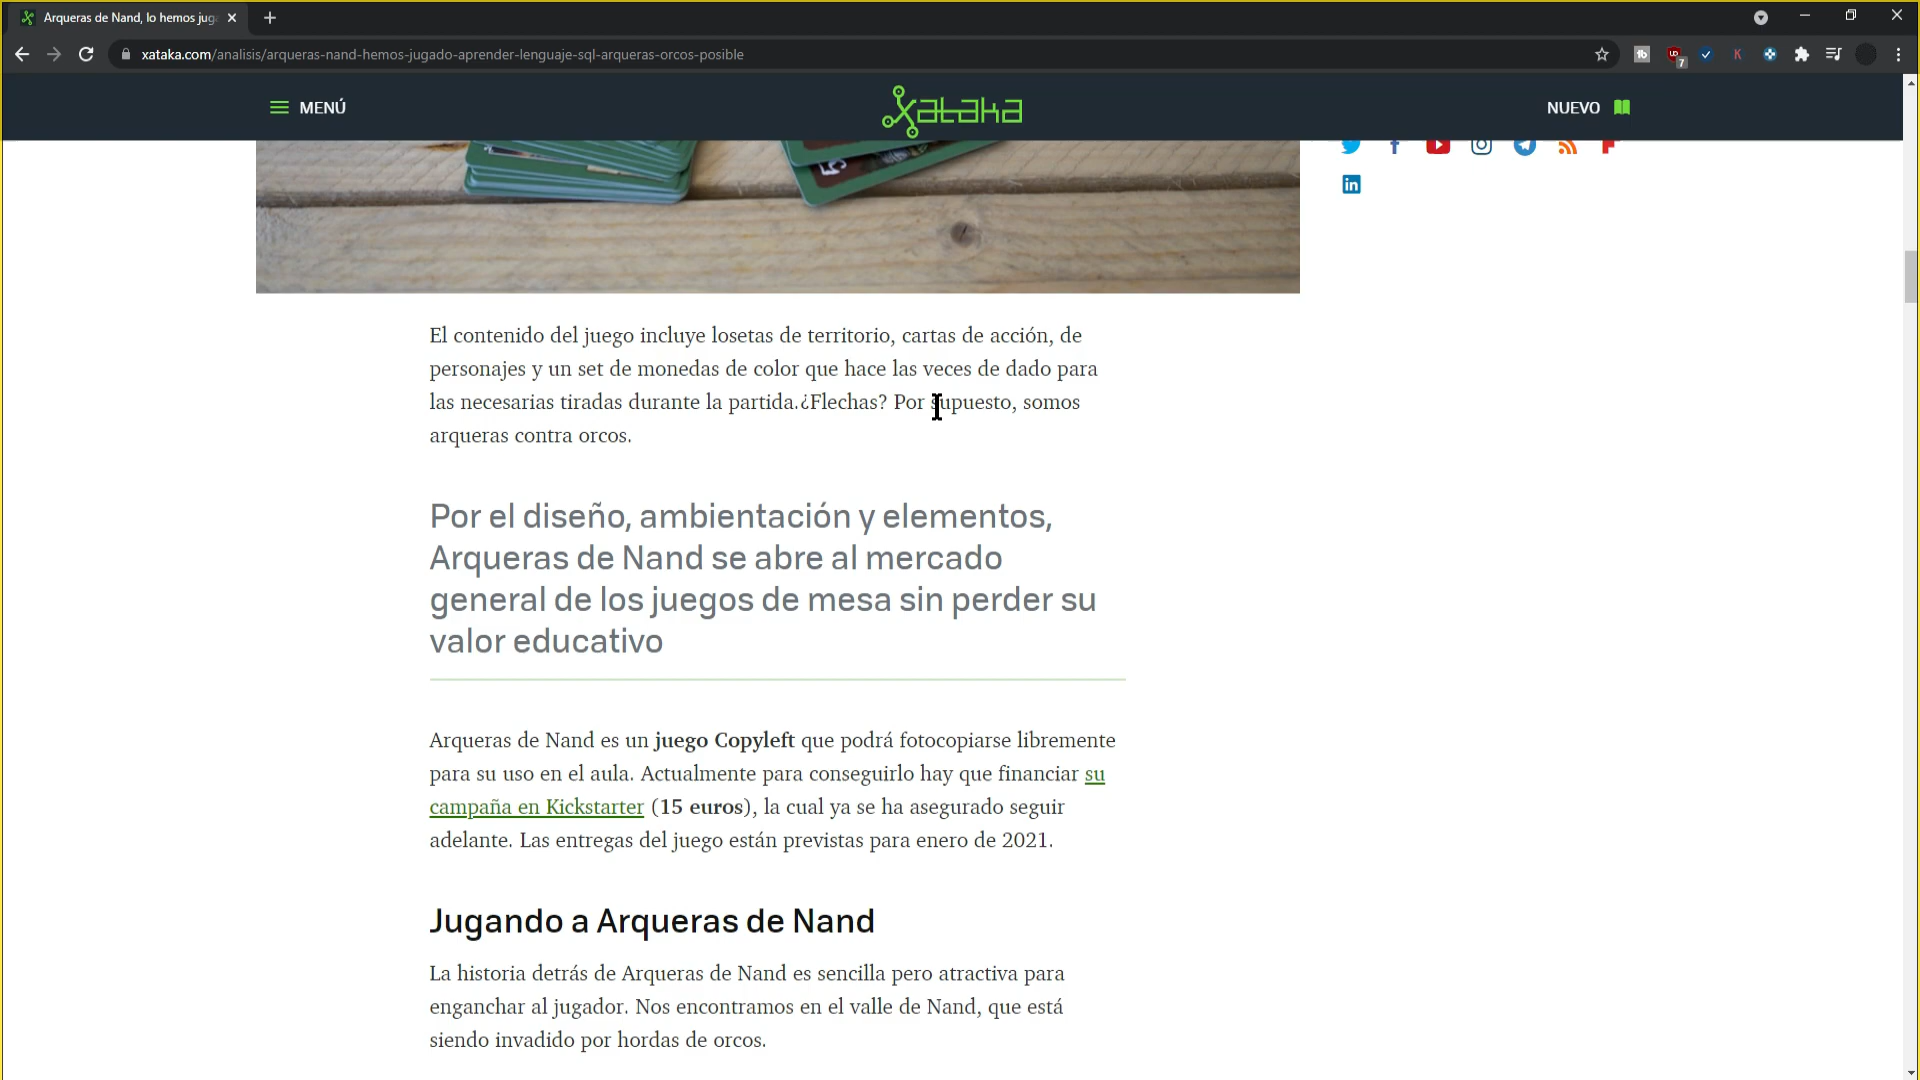 Arqueras de Nand, lo hemos jug
xataka.com/analisis/arqueras-nand-hemos-jugado-aprender-lenguaje-sql-arqueras-orcos-posible
7
MENÚ
xataka
NUEVO
El contenido del juego incluye losetas de territorio, cartas de acción, de
personajes y un set de monedas de color que hace las veces de dado para
las necesarias tiradas durante la partida.¿Flechas? Por supuesto, somos
arqueras contra orcos.
Por el diseño, ambientación y elementos,
Arqueras de Nand se abre al mercado
general de los juegos de mesa sin perder su
valor educativo
Arqueras de Nand es un juego Copyleft que podrá fotocopiarse libremente
para su uso en el aula. Actualmente para conseguirlo hay que financiar su
campaña en Kickstarter (15 euros), la cual ya se ha asegurado seguir
adelante. Las entregas del juego están previstas para enero de 2021.
Jugando a Arqueras de Nand
La historia detrás de Arqueras de Nand es sencilla pero atractiva para
enganchar al jugador. Nos encontramos en el valle de Nand, que está
siendo invadido por hordas de orcos.